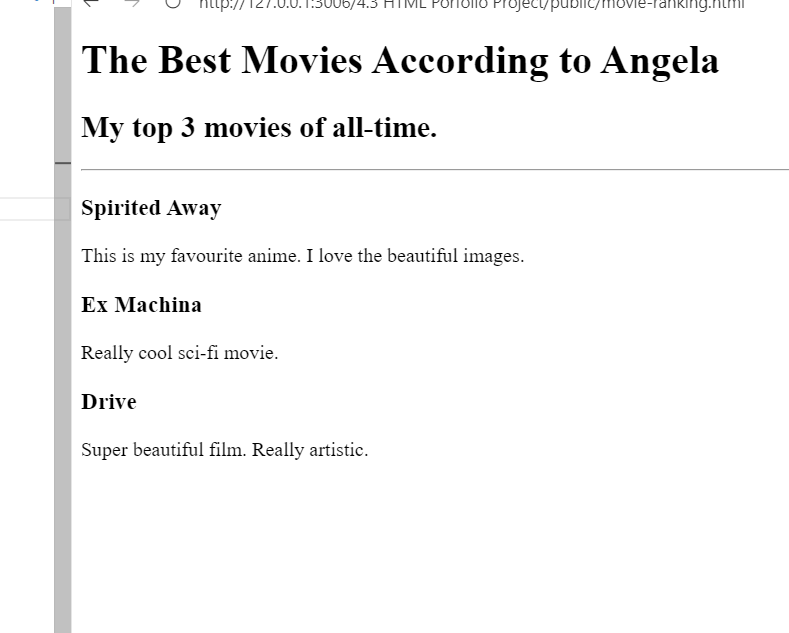 http://127.0.0.1:3006/4.3 HTML Porfolio Project/public/movie-ranking.html
The Best Movies According to Angela
My top 3 movies of all-time.
Spirited Away
This is my favourite anime. I love the beautiful images.
Ex Machina
Really cool sci-fi movie.
Drive
Super beautiful film. Really artistic.